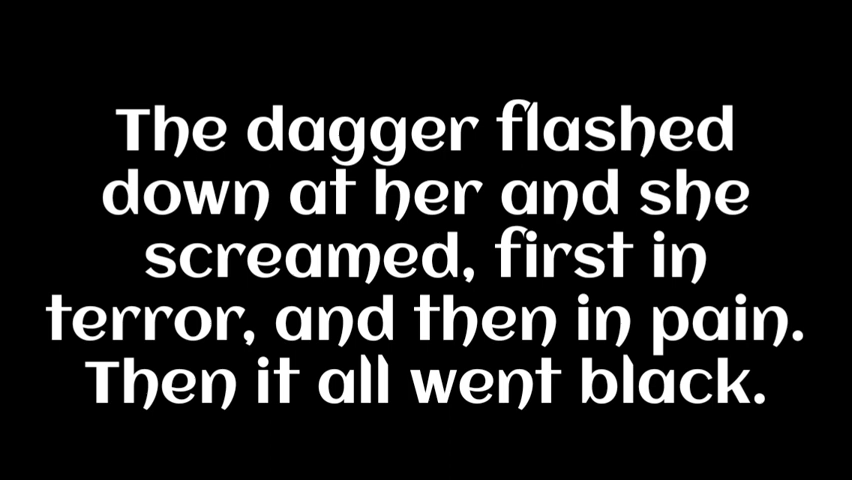 The dagger flashed
down at her and she
screamed, first in
terror, and then in pain.
Then it all went black.